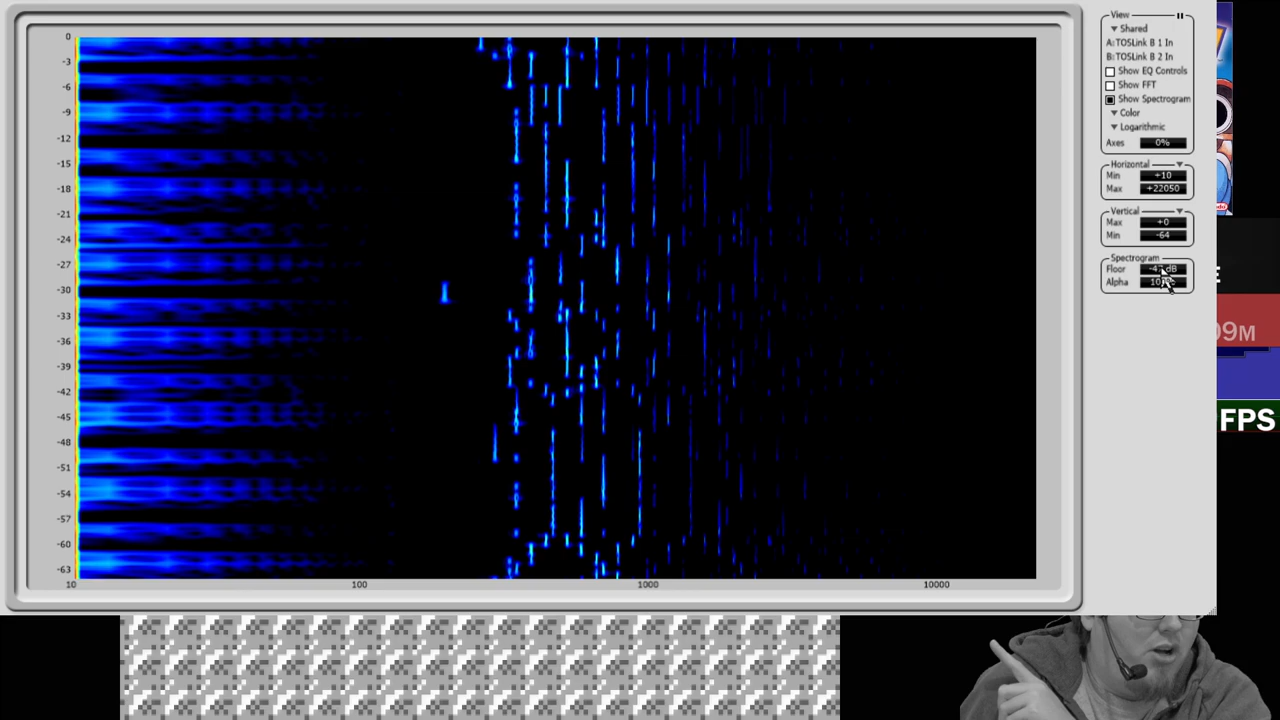 View
Shared
A: TOSLink B 1 In
B: TOSLink B 2 In
Show EQ Controls
Show FFT
Show Spectrogram
Color
Logarithmic
Axes 0%
Horizontal
Min +10
Max +22050
Vertical
Max +0
Min -64
Spectrogram
Floor
Alpha
0
-3
-6
-9
-12
-15
-18
-21
-24
-27
-30
-33
-36
-39
-42
-45
-48
-51
-54
-57
-60
-63
10 100 1000 10000
E
09M
FPS